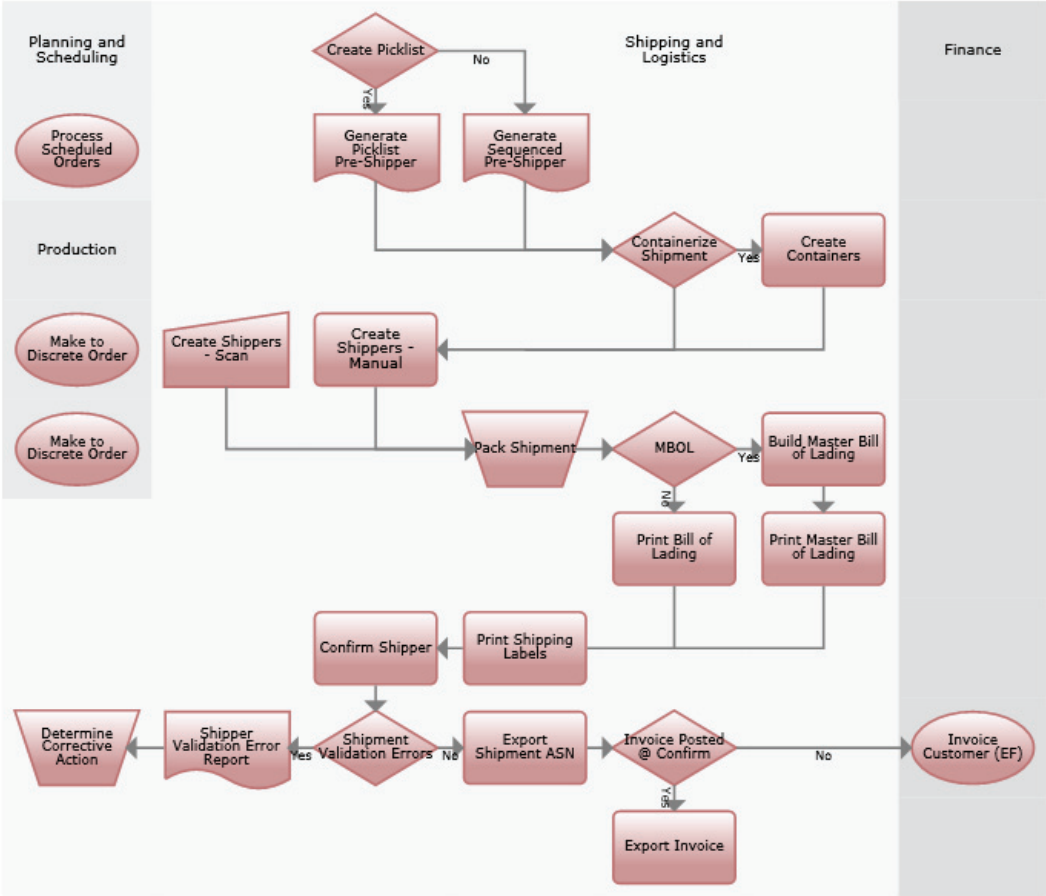 Planning and
Scheduling
Create Picklist
No
Yes
Shipping and
Logistics
Finance
Process
Scheduled
Orders
Generate
Picklist
Pre-Shipper
Generate
Sequenced
Pre-Shipper
Production
Containerize
Shipment
Yes
Create
Containers
Make to
Discrete Order
Create Shippers
- Scan
Create
Shippers -
Manual
Make to
Discrete Order
Pack Shipment
MBOL
Yes
No
Build Master Bill
of Lading
Print Bill of
Lading
Print Master Bill
of Lading
Confirm Shipper
Print Shipping
Labels
Determine
Corrective
Action
Shipper
Validation Error
Report
Yes
Shipment
Validation Errors
No
Export
Shipment ASN
Invoice Posted
@ Confirm
No
Yes
Invoice
Customer (EF)
Export Invoice